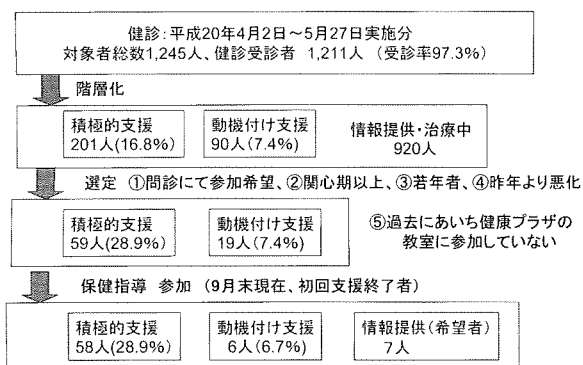 健診:平成20年4月2日～5月27日実施分
対象者総数1,245人、健診受診者 1,211人 (受診率97.3%)
階層化
積極的支援
201人(16.8%)
動機付け支援
90人(7.4%)
情報提供・治療中
920人
選定 ①問診にて参加希望、②関心期以上、③若年者、④昨年より悪化
積極的支援
59人(28.9%)
動機付け支援
19人(7.4%)
⑤過去にあいち健康プラザの
教室に参加していない
保健指導 参加 (9月末現在、初回支援終了者)
積極的支援
58人(28.9%)
動機付け支援
6人(6.7%)
情報提供(希望者)
7人